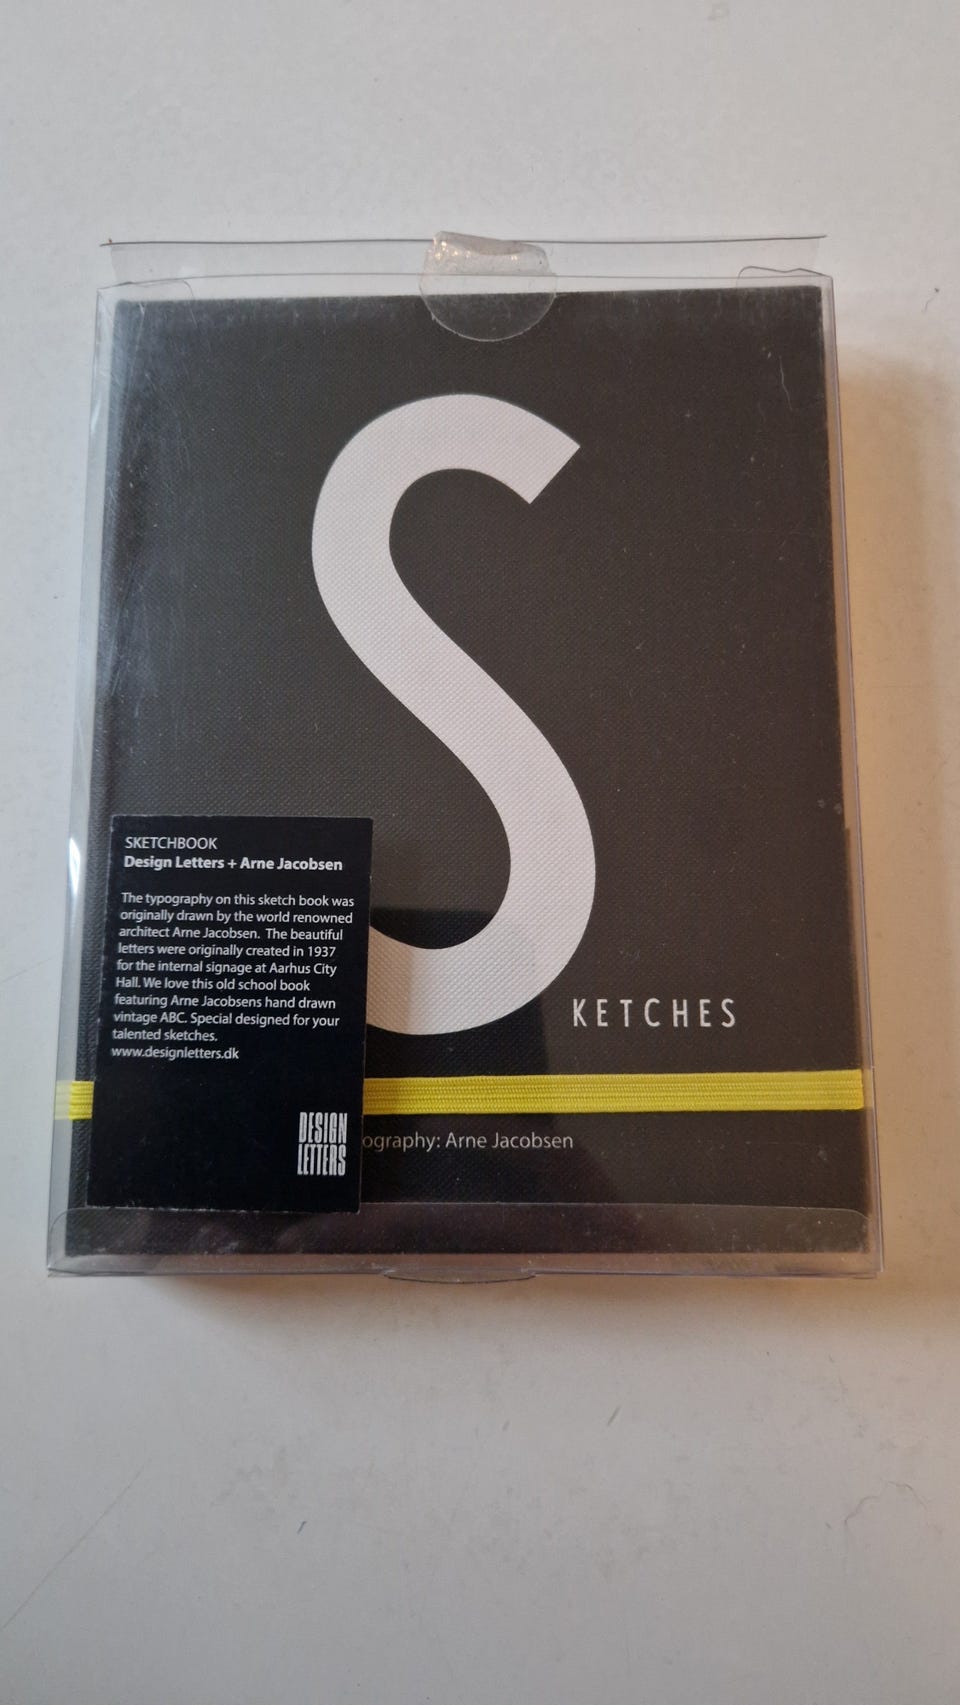 S
KETCHES
SKETCHBOOK
Design Letters + Arne Jacobsen
The typography on this sketch book was
originally drawn by the world renowned
architect Arne Jacobsen. The beautiful
letters were originally created in 1937
for the internal signage at Aarhus City
Hall. We love this old school book
featuring Arne Jacobsens hand drawn
vintage ABC. Special designed for your
talented sketches.
www.designletters.dk
DESIGN
LETTERS
ography: Arne Jacobsen